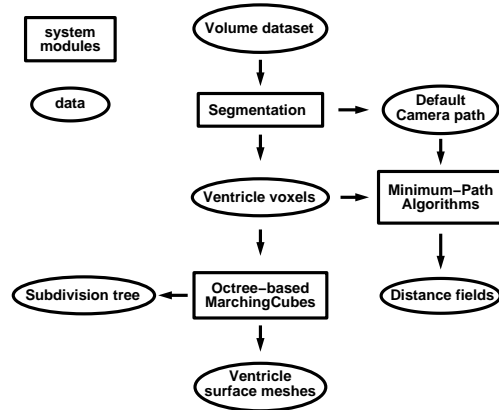 system
modules
Volume dataset
data
Segmentation
Default
Camera path
Ventricle voxels
Minimum-Path
Algorithms
Subdivision tree
Octree-based
MarchingCubes
Distance fields
Ventricle
surface meshes